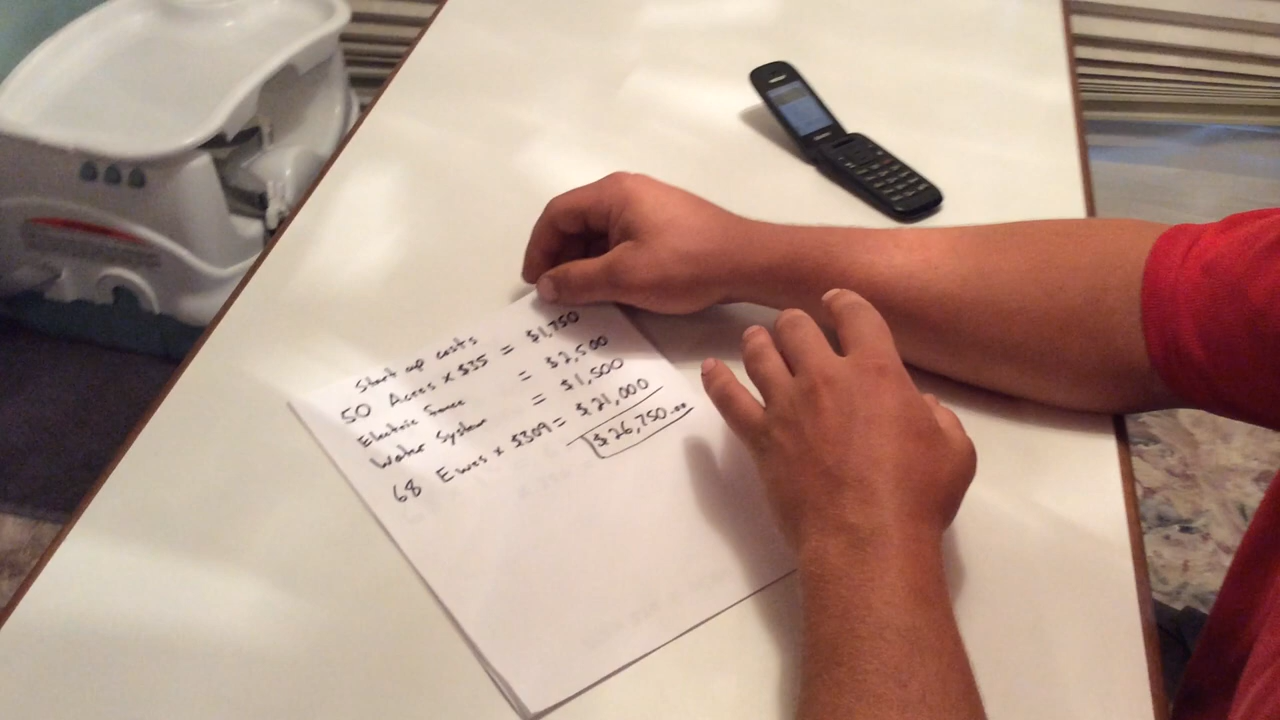 Start up costs
50 Acres x $35 = $1,750
Electric fence = $2,500
Water System = $1,500
68 Ewes x $309 = $21,000
$26,750.00